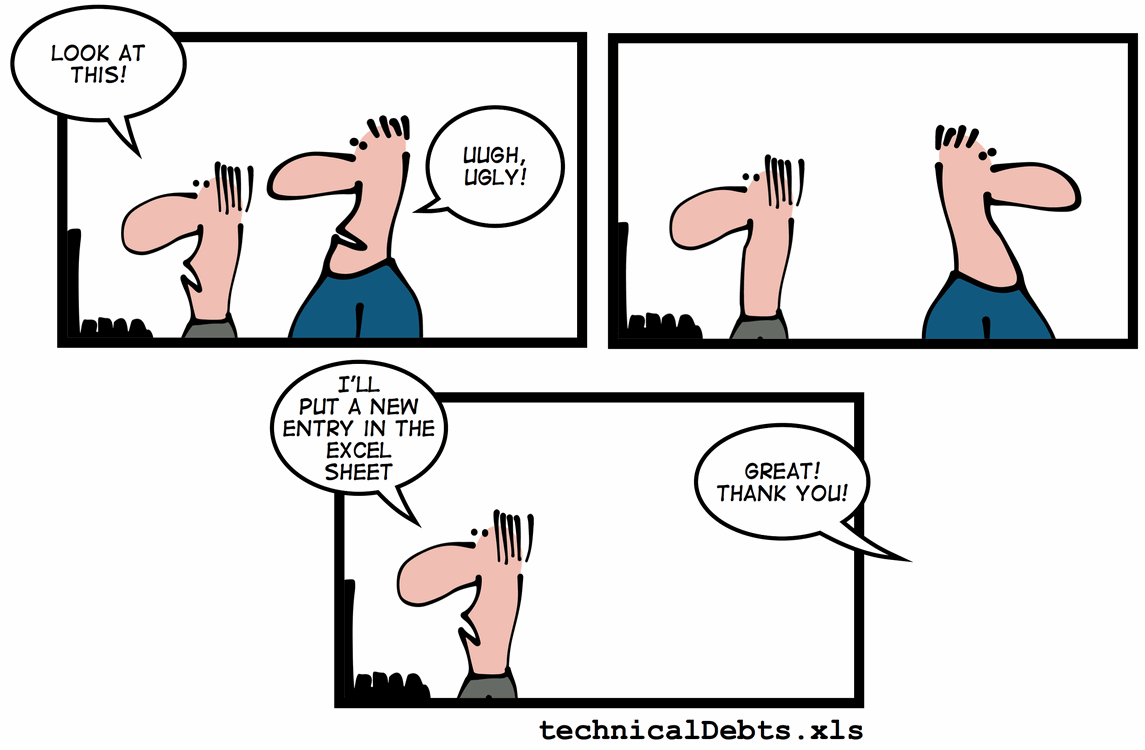 LOOK AT
THIS!
UUGH,
UGLY!
I'LL
PUT A NEW
ENTRY IN THE
EXCEL
SHEET
GREAT!
THANK YOU!
technicalDebts.xls